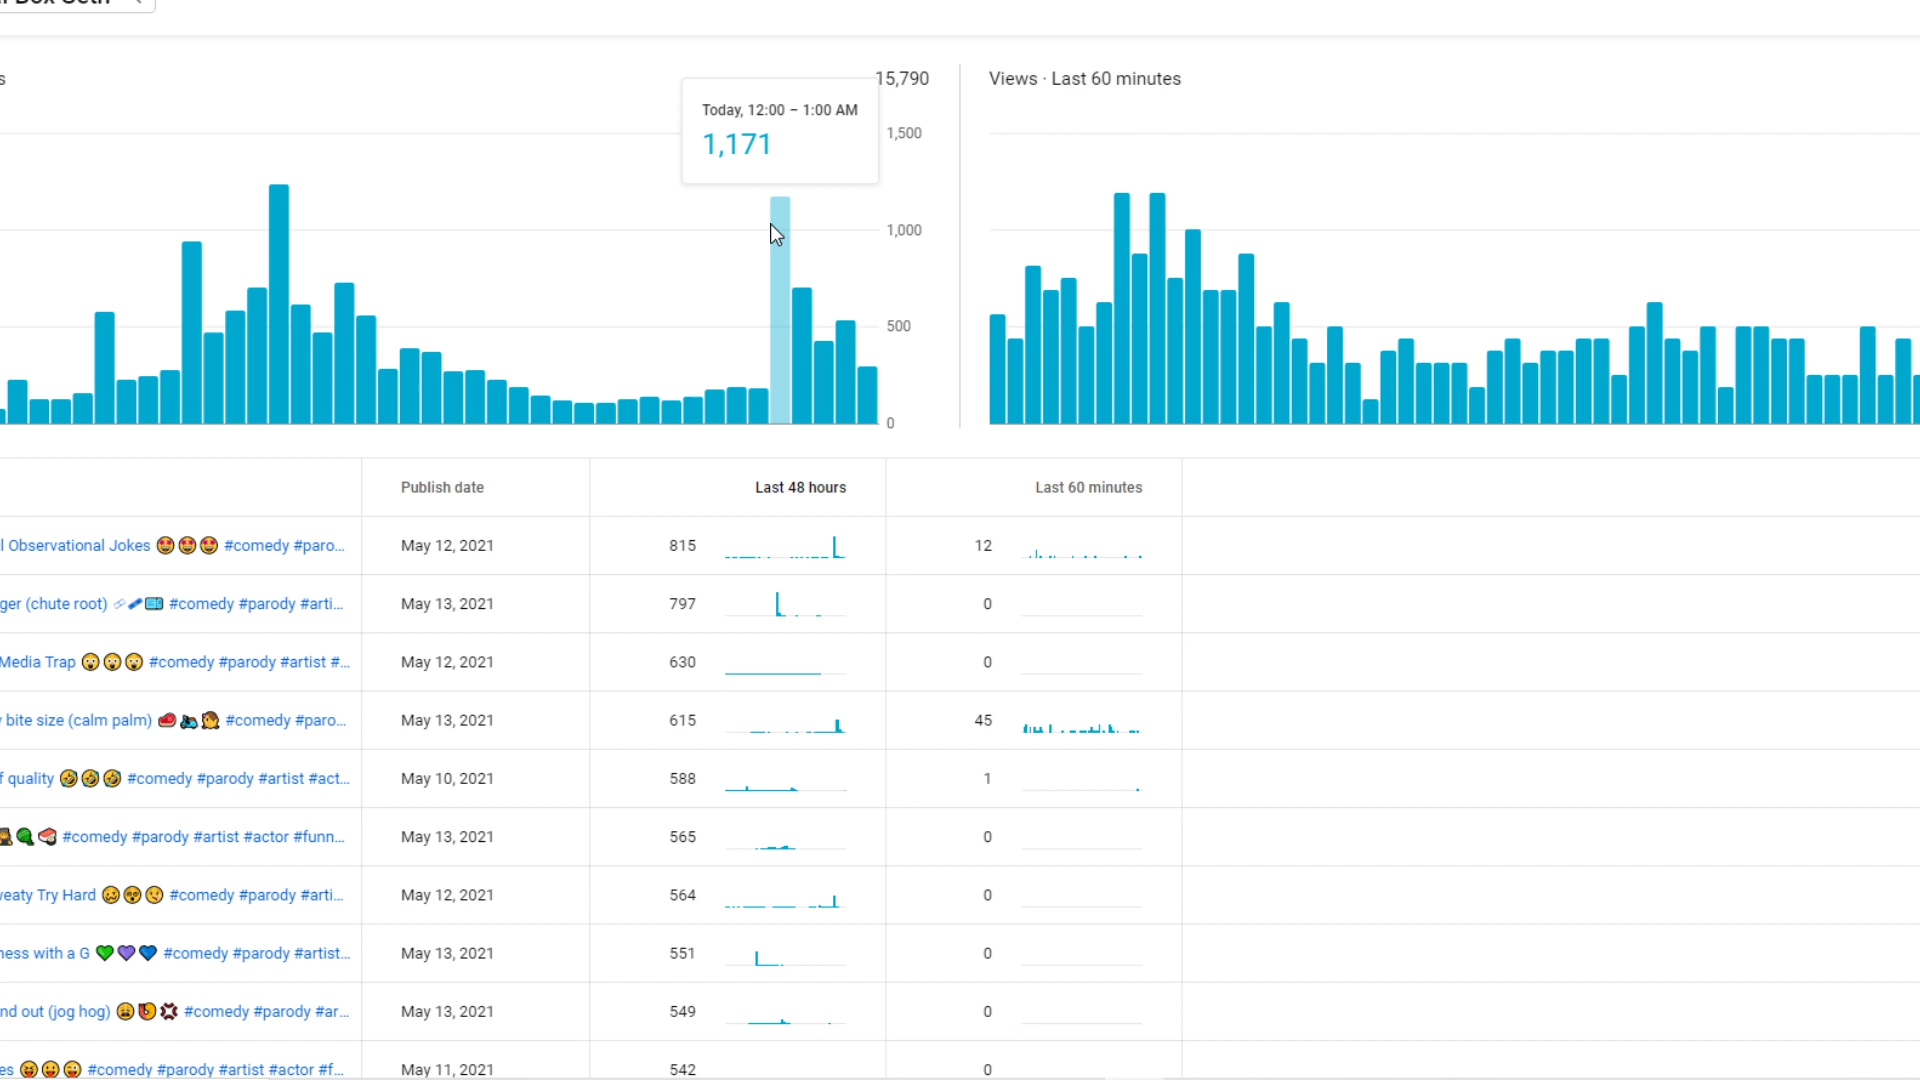 Box Seth
s
15,790
Views · Last 60 minutes
Today, 12:00 – 1:00 AM
1,171
1,500
1,000
500
0
Publish date
Last 48 hours
Last 60 minutes
l Observational Jokes 🤩🤩🤩 #comedy #paro...
May 12, 2021
815
12
ger (chute root) #comedy #parody #arti...
May 13, 2021
797
0
Media Trap 😲😲😲 #comedy #parody #artist #...
May 12, 2021
630
0
bite size (calm palm) #comedy #paro...
May 13, 2021
615
45
f quality 🤣🤣🤣 #comedy #parody #artist #act...
May 10, 2021
588
1
#comedy #parody #artist #actor #funn...
May 13, 2021
565
0
eaty Try Hard #comedy #parody #arti...
May 12, 2021
564
0
ness with a G 💚💜💙 #comedy #parody #artist...
May 13, 2021
551
0
nd out (jog hog) #comedy #parody #ar...
May 13, 2021
549
0
es #comedy #parody #artist #actor #f...
May 11, 2021
542
0